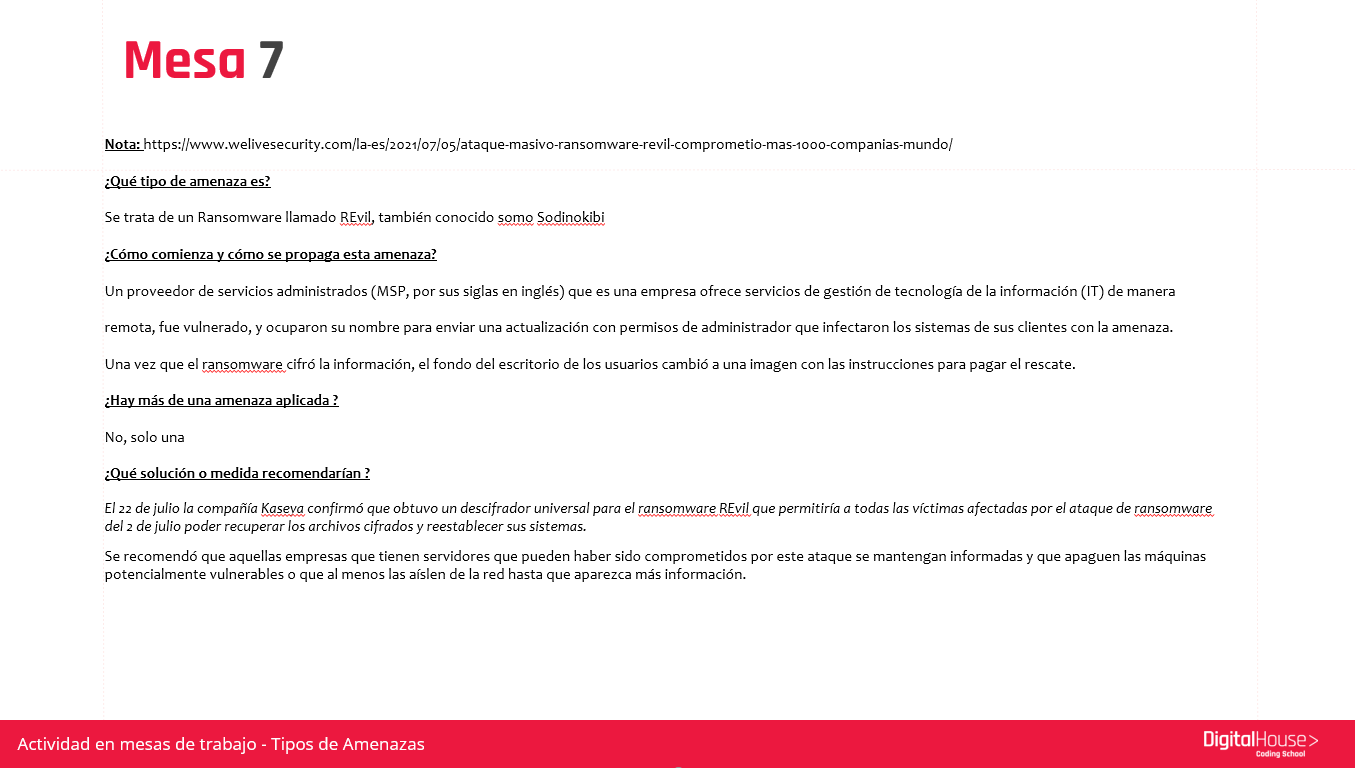 Mesa 7
Nota: https://www.welivesecurity.com/la-es/2021/07/05/ataque-masivo-ransomware-revil-comprometio-mas-1000-companias-mundo/
¿Qué tipo de amenaza es?
Se trata de un Ransomware llamado REvil, también conocido somo Sodinokibi
¿Cómo comienza y cómo se propaga esta amenaza?
Un proveedor de servicios administrados (MSP, por sus siglas en inglés) que es una empresa ofrece servicios de gestión de tecnología de la información (IT) de manera
remota, fue vulnerado, y ocuparon su nombre para enviar una actualización con permisos de administrador que infectaron los sistemas de sus clientes con la amenaza.
Una vez que el ransomware cifró la información, el fondo del escritorio de los usuarios cambió a una imagen con las instrucciones para pagar el rescate.
¿Hay más de una amenaza aplicada ?
No, solo una
¿Qué solución o medida recomendarían ?
El 22 de julio la compañía Kaseya confirmó que obtuvo un descifrador universal para el ransomware REvil que permitiría a todas las víctimas afectadas por el ataque de ransomware
del 2 de julio poder recuperar los archivos cifrados y reestablecer sus sistemas.
Se recomendó que aquellas empresas que tienen servidores que pueden haber sido comprometidos por este ataque se mantengan informadas y que apaguen las máquinas
potencialmente vulnerables o que al menos las aíslen de la red hasta que aparezca más información.
Actividad en mesas de trabajo - Tipos de Amenazas
DigitalHouse>
Coding School